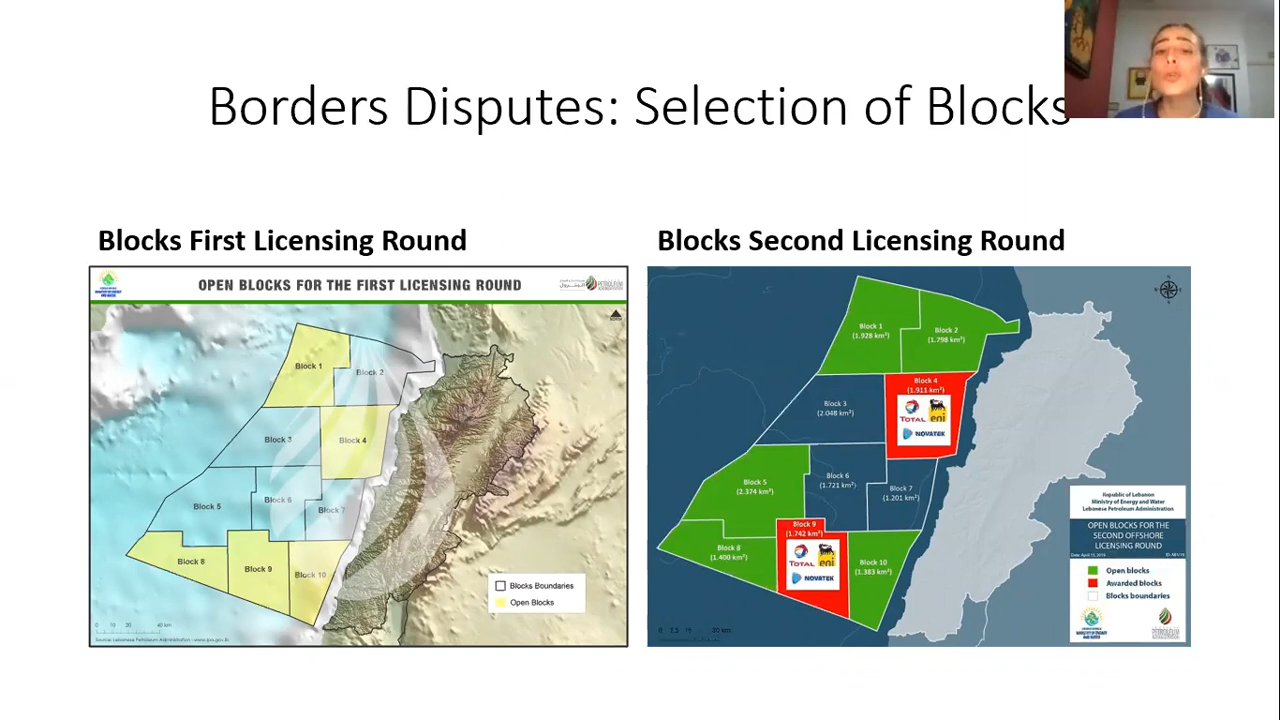 Borders Disputes: Selection of Blocks
Blocks First Licensing Round
OPEN BLOCKS FOR THE FIRST LICENSING ROUND
Block 1
Block 2
Block 3
Block 4
Block 5
Block 6
Block 7
Block 8
Block 9
Block 10
Blocks Boundaries
Open Blocks
Blocks Second Licensing Round
Block 1
(1.928 km²)
Block 2
(1.798 km²)
Block 3
(2.048 km²)
Block 4
(1.911 km²)
TOTAL
eni
NOVATEK
Block 5
(2.374 km²)
Block 6
(1.721 km²)
Block 7
(1.201 km²)
Block 8
(1.400 km²)
Block 9
(1.742 km²)
TOTAL
eni
NOVATEK
Block 10
(1.383 km²)
Republic of Lebanon
Ministry of Energy and Water
Lebanese Petroleum Administration
OPEN BLOCKS FOR THE
SECOND OFFSHORE
LICENSING ROUND
Open blocks
Awarded blocks
Blocks boundaries